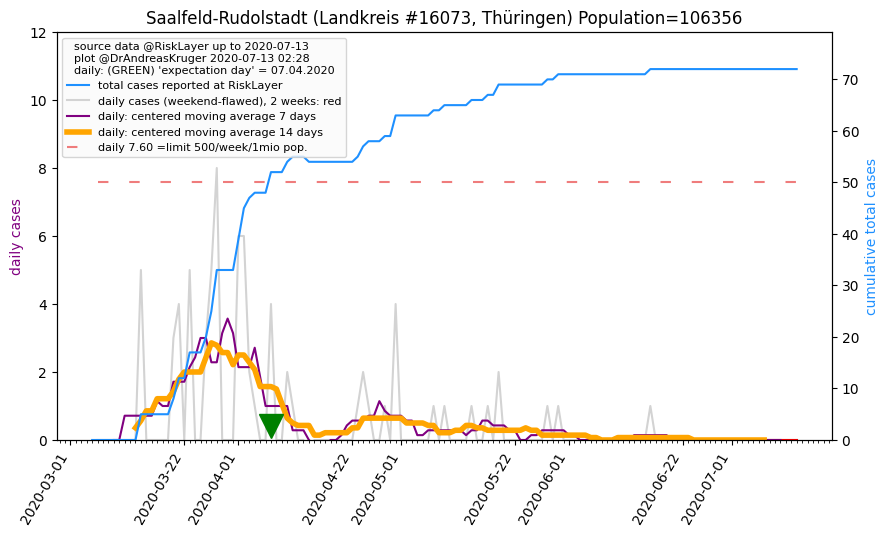 Saalfeld-Rudolstadt (Landkreis #16073, Thüringen) Population=106356
source data @RiskLayer up to 2020-07-13
plot @DrAndreasKruger 2020-07-13 02:28
daily: (GREEN) 'expectation day' = 07.04.2020
total cases reported at RiskLayer
daily cases (weekend-flawed), 2 weeks: red
daily: centered moving average 7 days
daily: centered moving average 14 days
daily 7.60 =limit 500/week/1mio pop.
daily cases
12
10
8
6
4
2
0
cumulative total cases
70
60
50
40
30
20
10
0
2020-03-01
2020-03-22
2020-04-01
2020-04-22
2020-05-01
2020-05-22
2020-06-01
2020-06-22
2020-07-01